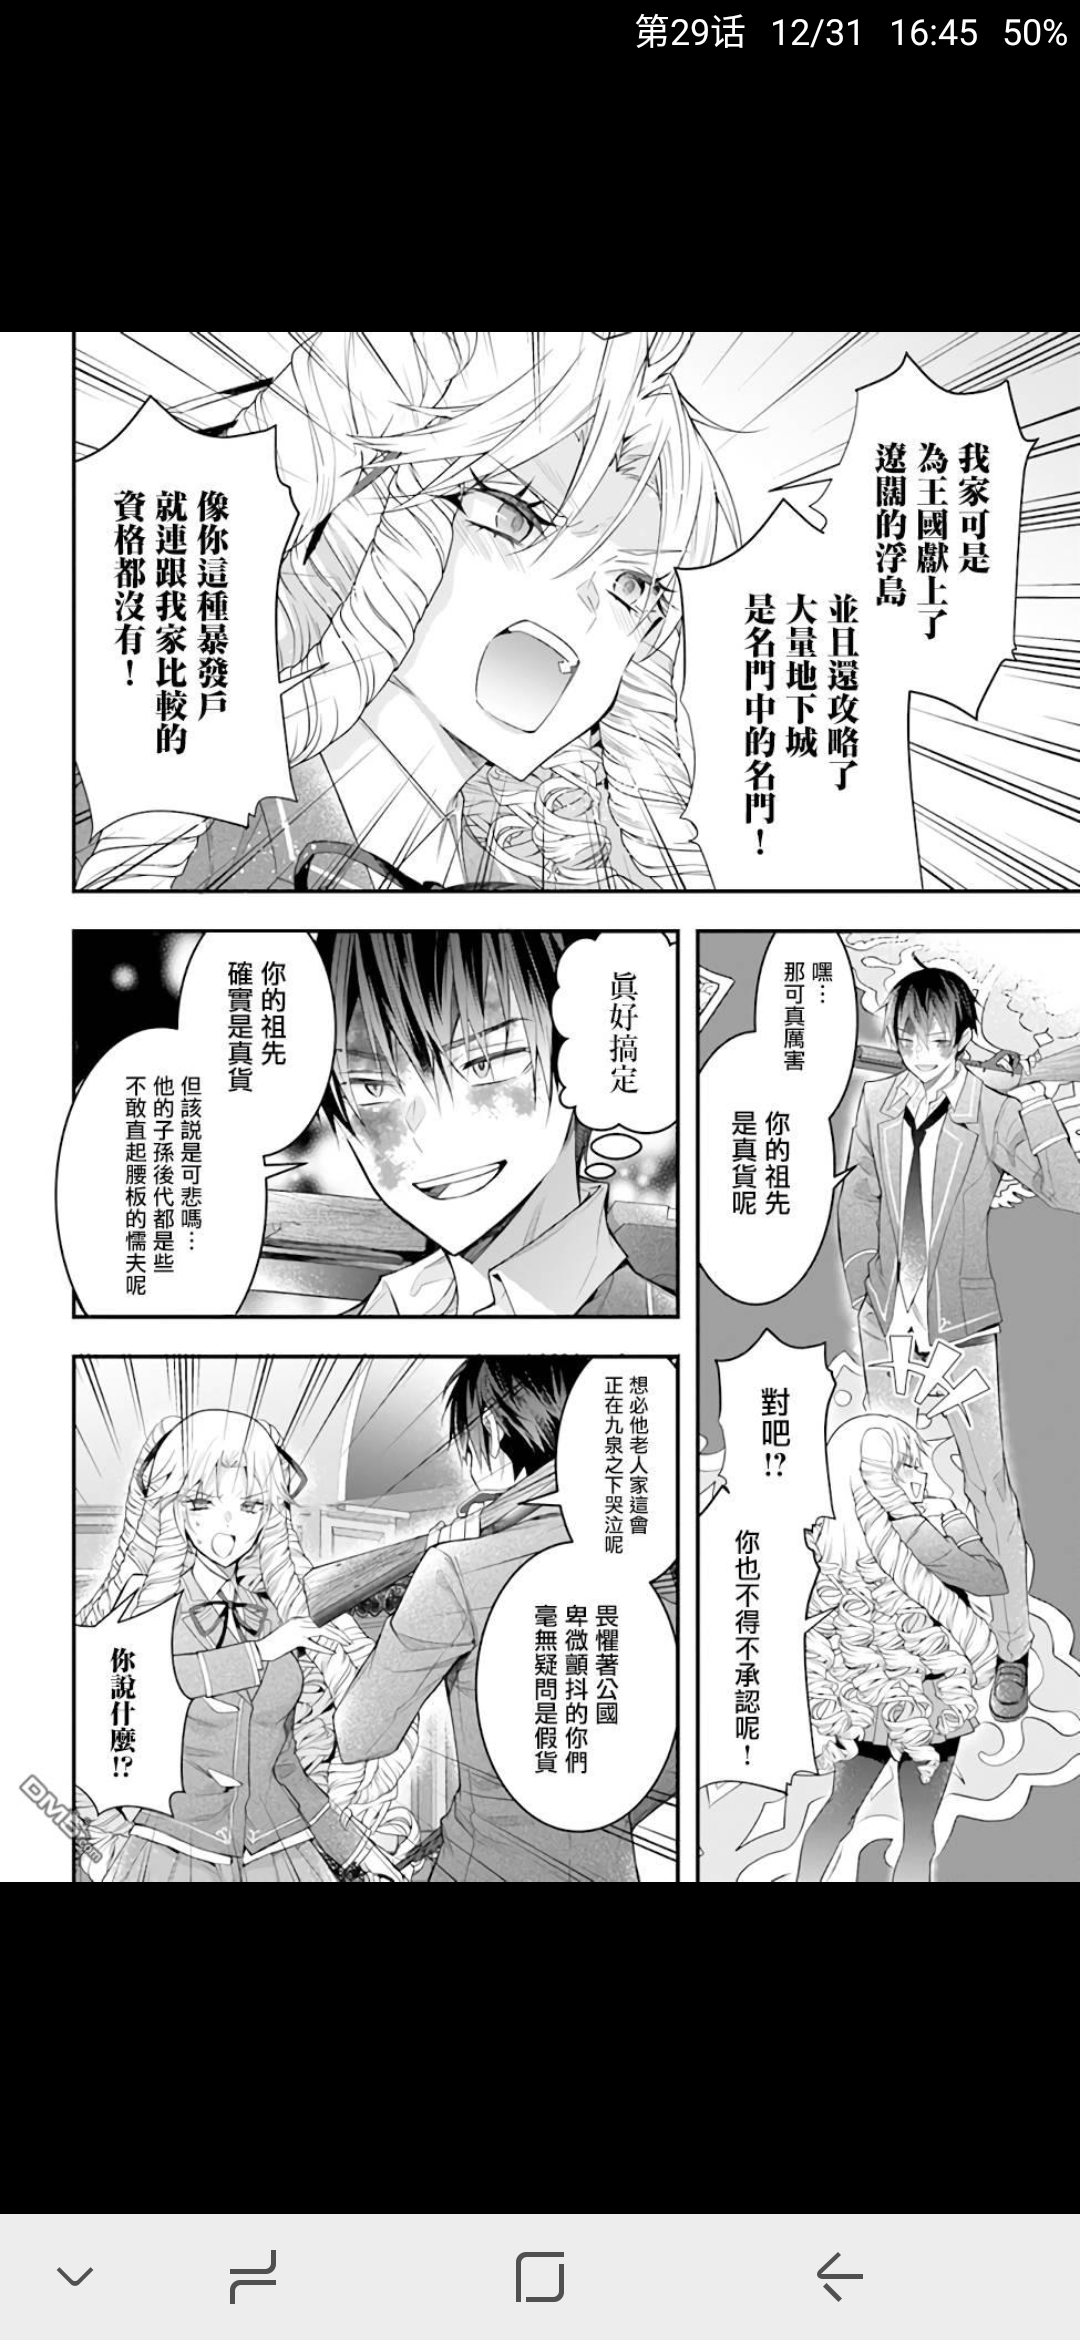 第29话 12/31 16:45 50%
我家可是
為王國獻上了
遼闊的浮島
並且還攻略了
大量地下城
是名門中的名門！
像你這種暴發戶
就連跟我家比較的
資格都沒有！
嘿…
那可真厲害
你的祖先
是真貨呢
對吧!?
你也不得不承認呢！
真好搞定
你的祖先
確實是真貨
但該説是可悲嗎…
他的子孫後代都是些
不敢直起腰板的懦夫呢
想必他老人家這會
正在九泉之下哭泣呢
畏懼著公國
卑微顫抖的你們
毫無疑問是假貨
你說什麼!?
DM5.com